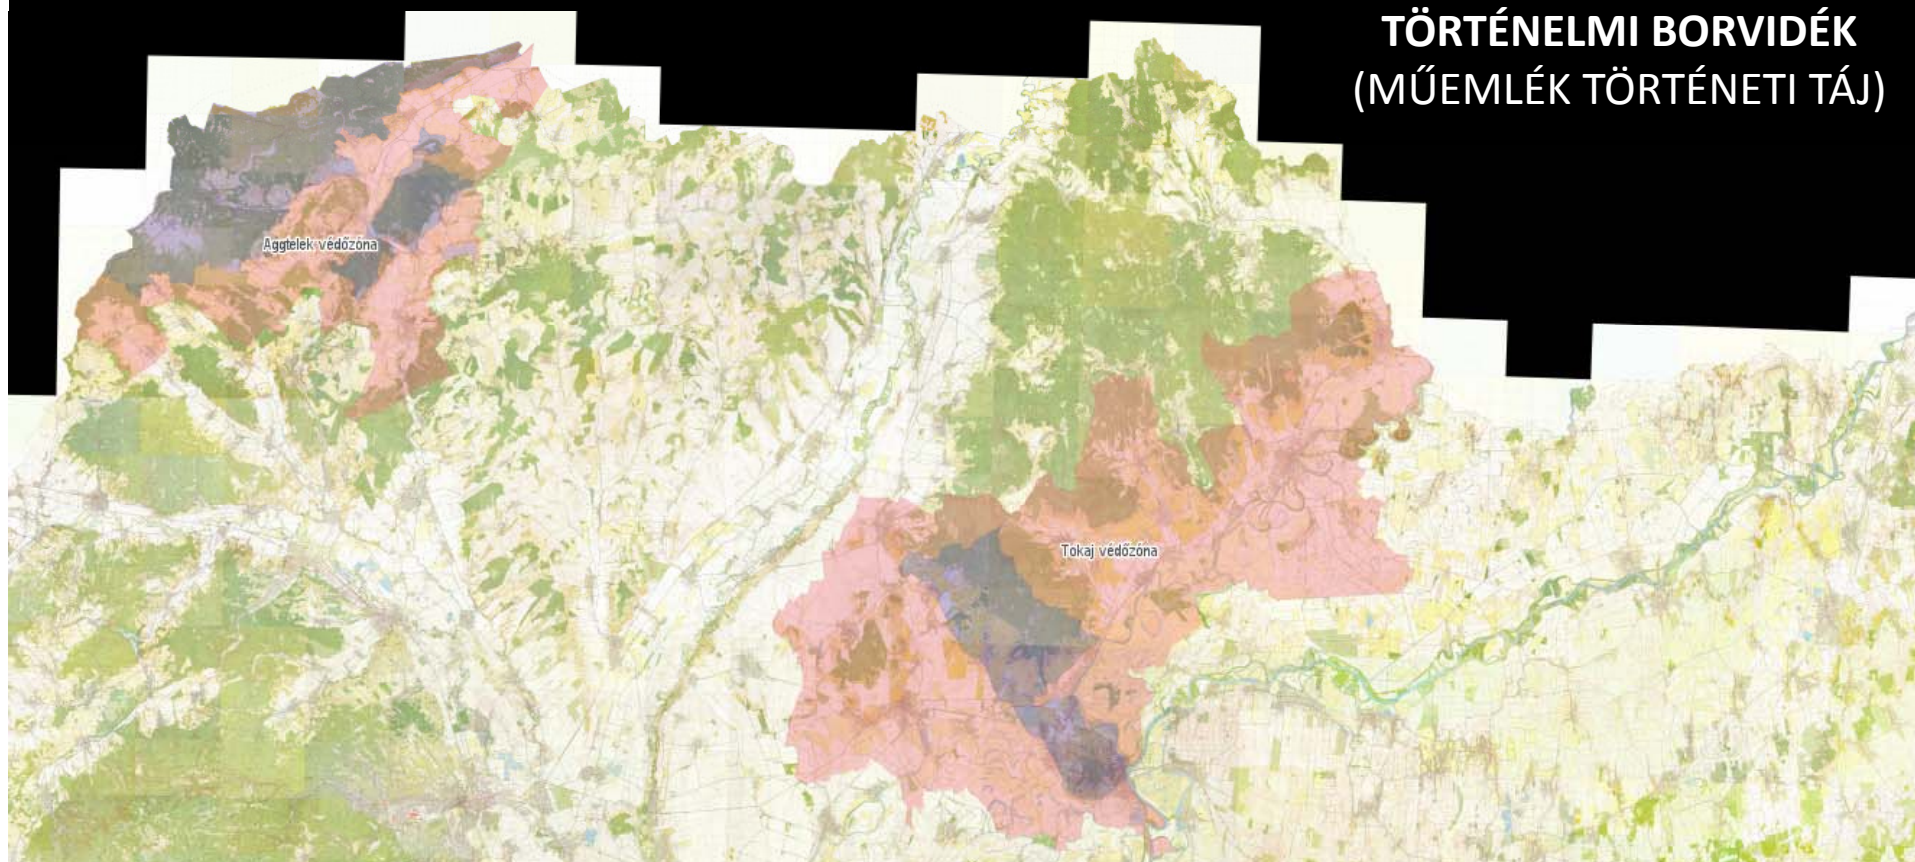 TÖRTÉNELMI BORVIDÉK
(MŰEMLÉK TÖRTÉNETI TÁJ)
Aggtelek védőzóna
Tokaj védőzóna